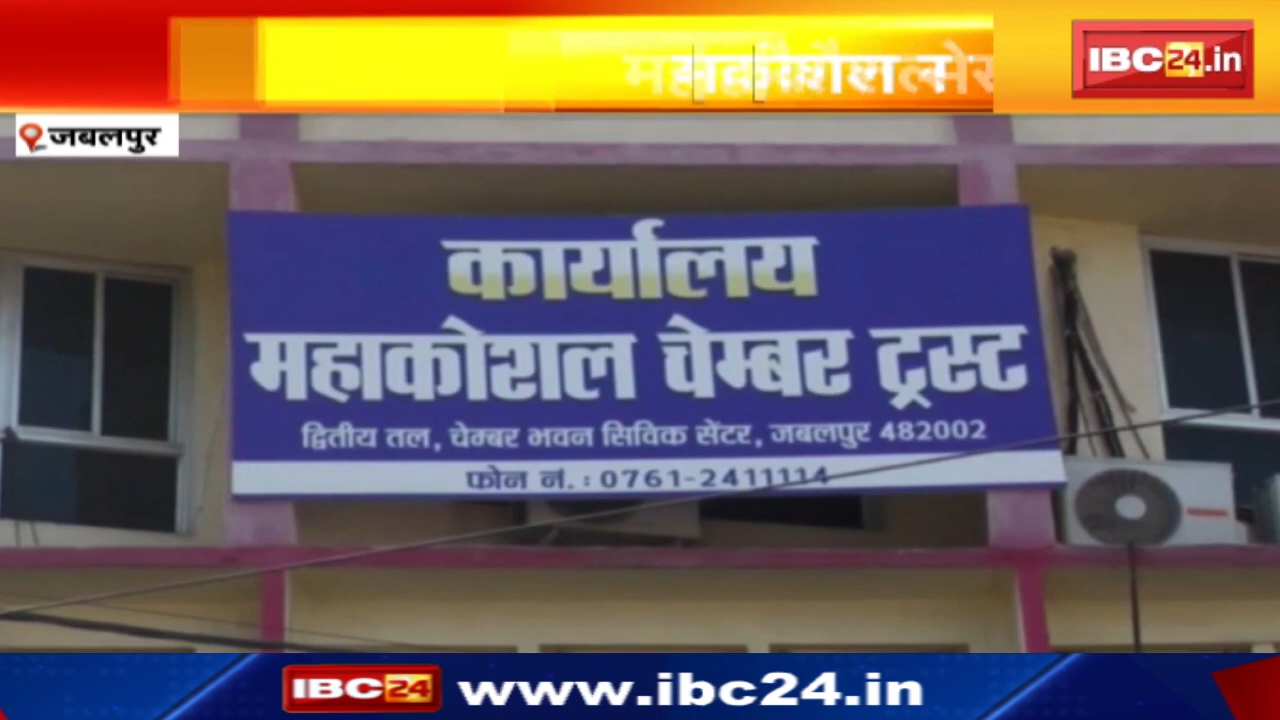 IBC24.in
जबलपुर
कार्यालय
महाकोशल चेम्बर ट्रस्ट
द्वितीय तल, चेम्बर भवन सिविक सेंटर, जबलपुर 482002
फोन नं. : 0761-2411114
IBC24 www.ibc24.in